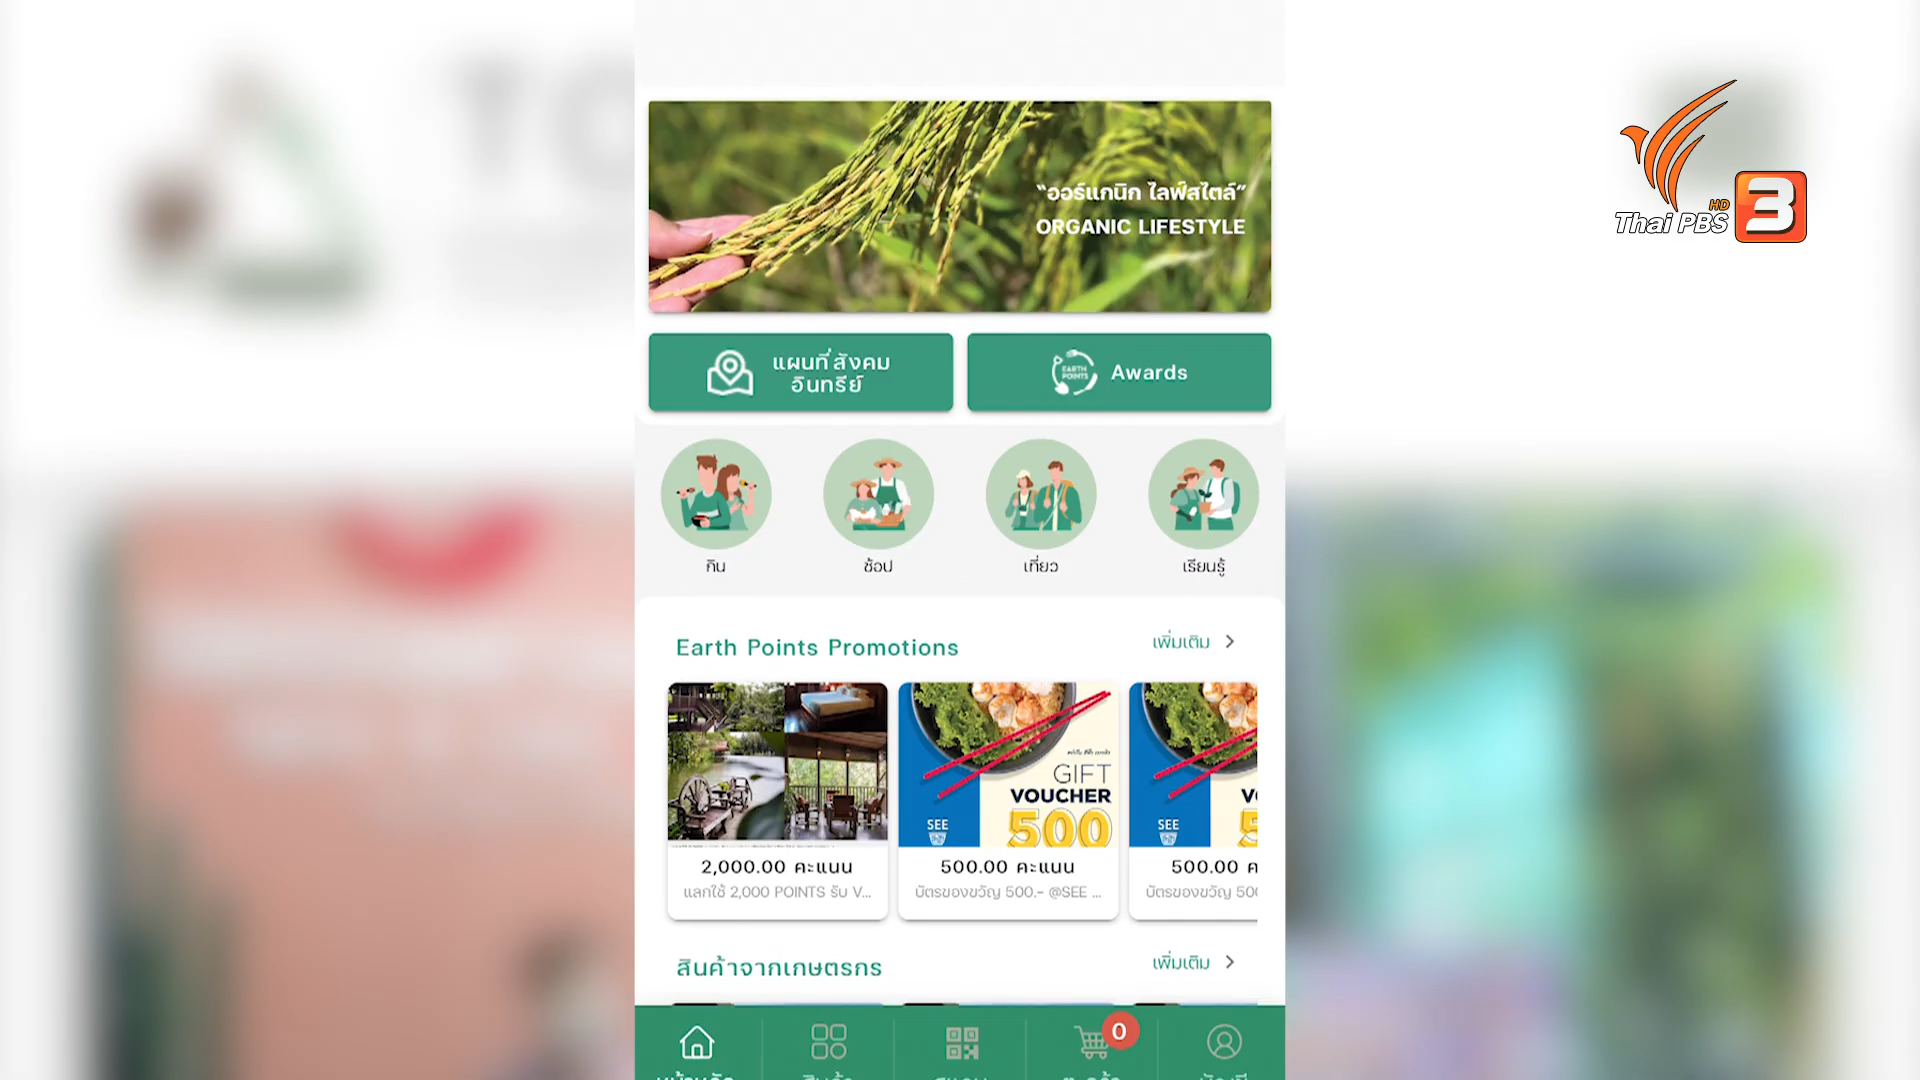 "ออร์แกนิก ไลฟ์สไตล์"
ORGANIC LIFESTYLE
HD
Thai PBS 3
แผนที่สังคม
อินทรีย์
EARTH
POINTS
Awards
กิน
ช้อป
เที่ยว
เรียนรู้
Earth Points Promotions
เพิ่มเติม
GIFT
VOUCHER
500
SEE
SEE
2,000.00 คะแนน
500.00 คะแนน
500.00 ค
แลกใช้ 2,000 POINTS รับ V...
บัตรของขวัญ 500.- @SEE ...
บัตรของขวัญ 500
สินค้าจากเกษตรกร
เพิ่มเติม
0